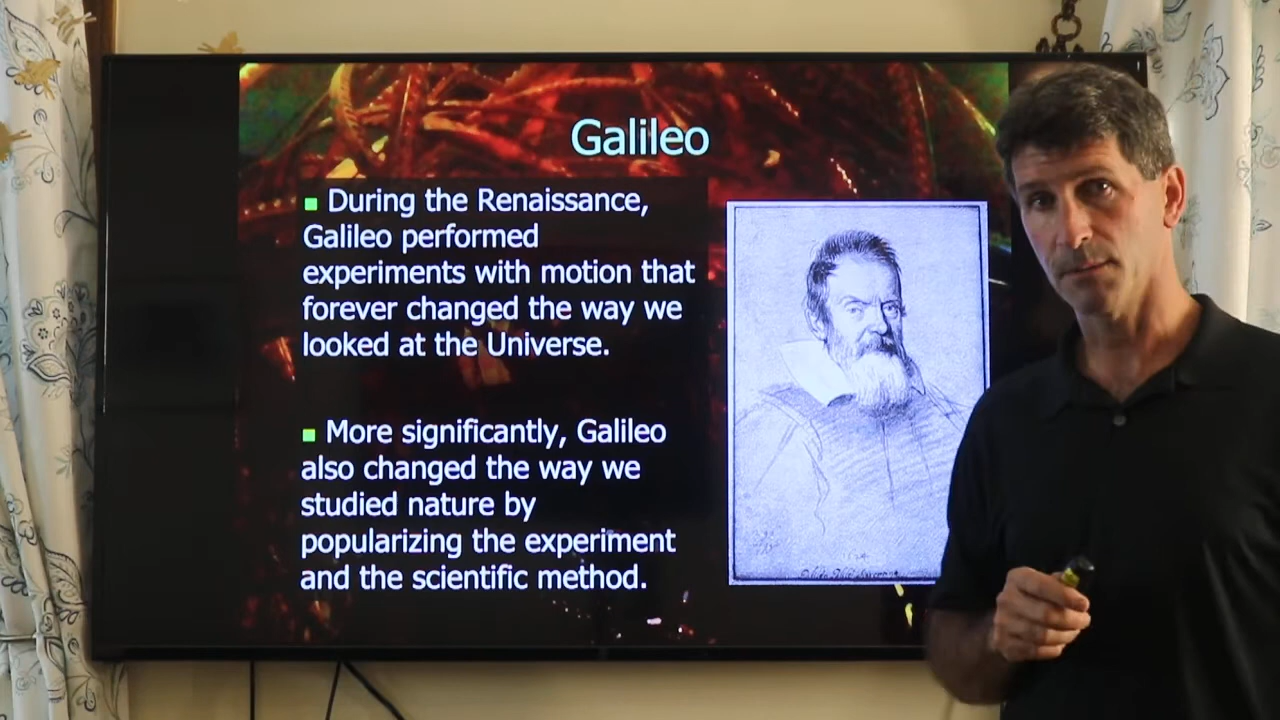 Galileo
During the Renaissance,
Galileo performed
experiments with motion that
forever changed the way we
looked at the Universe.
More significantly, Galileo
also changed the way we
studied nature by
popularizing the experiment
and the scientific method.